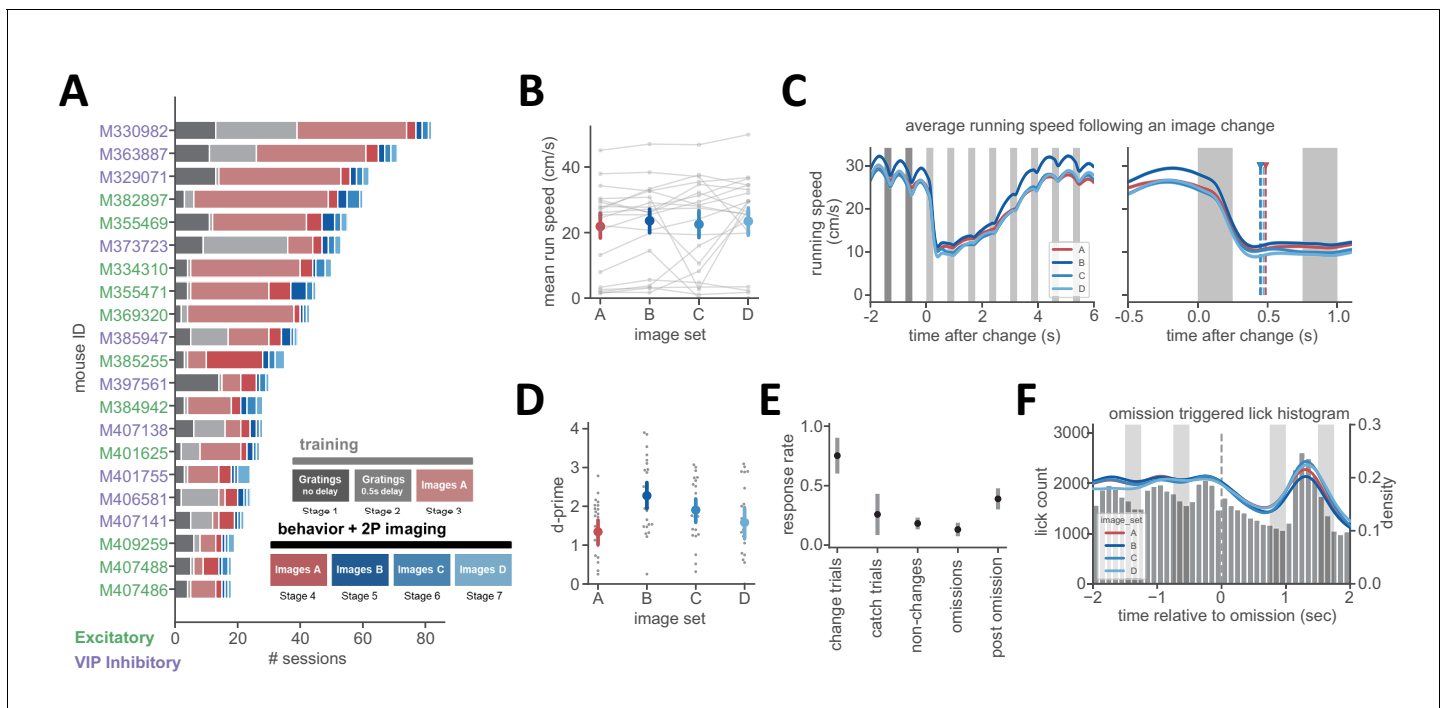 A
M330982
M363887
M329071
M382897
M355469
M373723
M334310
M355471
M369320
M385947
M385255
M397561
M384942
M407138
M401625
M401755
M406581
M407141
M409259
M407488
M407486
mouse ID
0 20 40 60 80
# sessions
Excitatory
VIP Inhibitory
training
Gratings no delay
Gratings 0.5s delay
Images A
Stage 1 Stage 2 Stage 3
behavior + 2P imaging
Images A Images B Images C Images D
Stage 4 Stage 5 Stage 6 Stage 7
B
mean run speed (cm/s)
40
20
0
A B C D
image set
C
average running speed following an image change
running speed
(cm/s)
30
20
10
0
A
B
C
D
−2 0 2 4 6
time after change (s)
-0.5 0.0 0.5 1.0
time after change (s)
D
d-prime
4
3
2
1
0
A B C D
image set
E
response rate
1.0
0.5
0.0
change trials
catch trials
non-changes
omissions
post omission
F
omission triggered lick histogram
lick count
3000
2000
1000
0
image_set
A
B
C
D
0.3
0.2
0.1
0.0
density
−2 −1 0 1 2
time relative to omission (sec)